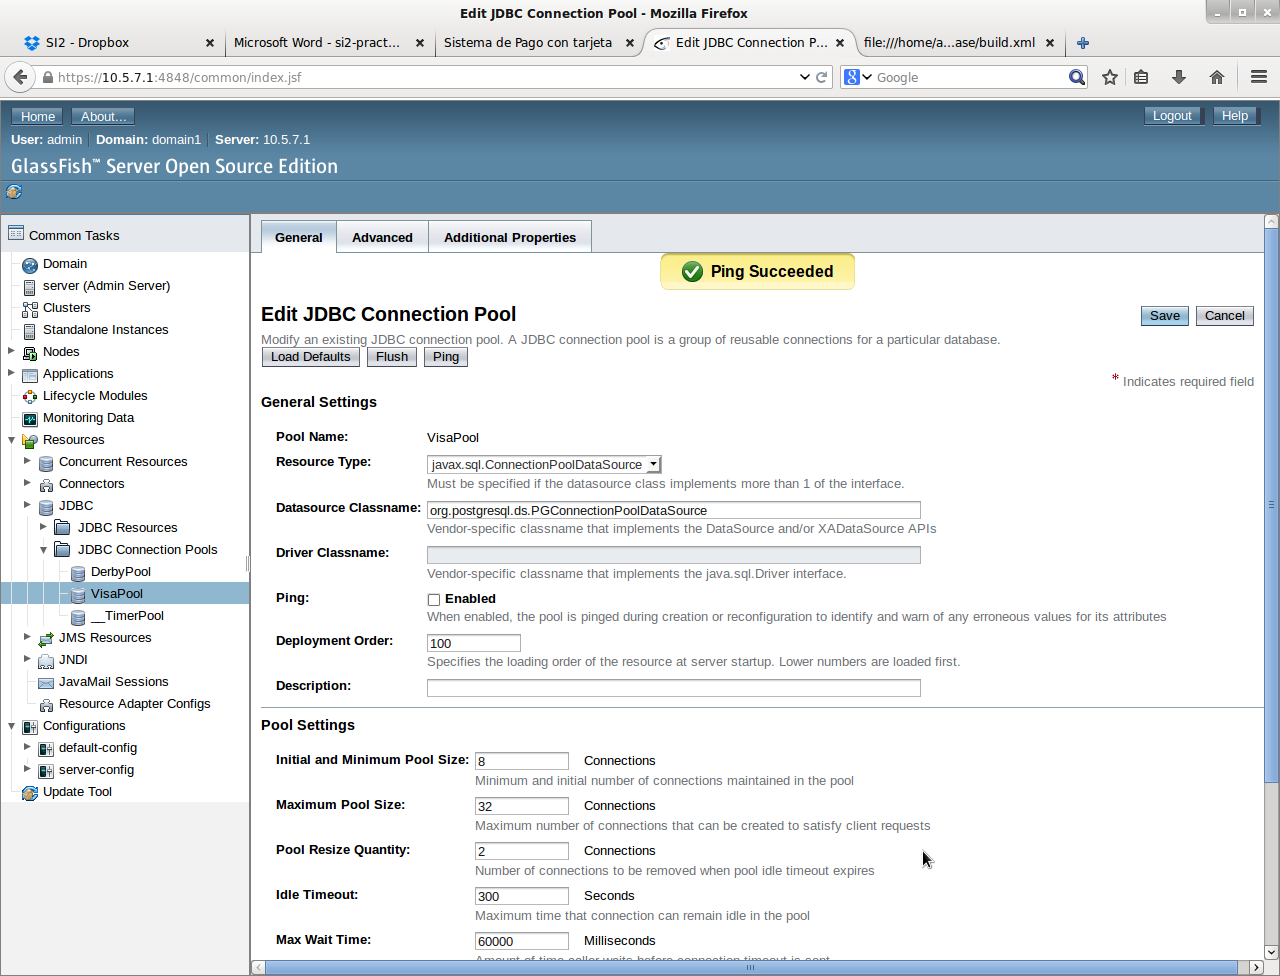 Edit JDBC Connection Pool - Mozilla Firefox
SI2 - Dropbox
Microsoft Word - si2-pract...
Sistema de Pago con tarjeta
Edit JDBC Connection P...
file:///home/a...ase/build.xml
https://10.5.7.1:4848/common/index.jsf
Google
Home
About...
Logout
Help
User: admin
Domain: domain1
Server: 10.5.7.1
GlassFish™ Server Open Source Edition
Common Tasks
Domain
server (Admin Server)
Clusters
Standalone Instances
Nodes
Applications
Lifecycle Modules
Monitoring Data
Resources
Concurrent Resources
Connectors
JDBC
JDBC Resources
JDBC Connection Pools
DerbyPool
VisaPool
__TimerPool
JMS Resources
JNDI
JavaMail Sessions
Resource Adapter Configs
Configurations
default-config
server-config
Update Tool
General
Advanced
Additional Properties
Ping Succeeded
Edit JDBC Connection Pool
Save
Cancel
Modify an existing JDBC connection pool. A JDBC connection pool is a group of reusable connections for a particular database.
Load Defaults
Flush
Ping
* Indicates required field
General Settings
Pool Name: VisaPool
Resource Type: javax.sql.ConnectionPoolDataSource
Must be specified if the datasource class implements more than 1 of the interface.
Datasource Classname: org.postgresql.ds.PGConnectionPoolDataSource
Vendor-specific classname that implements the DataSource and/or XADataSource APIs
Driver Classname:
Vendor-specific classname that implements the java.sql.Driver interface.
Ping: Enabled
When enabled, the pool is pinged during creation or reconfiguration to identify and warn of any erroneous values for its attributes
Deployment Order: 100
Specifies the loading order of the resource at server startup. Lower numbers are loaded first.
Description:
Pool Settings
Initial and Minimum Pool Size: 8 Connections
Minimum and initial number of connections maintained in the pool
Maximum Pool Size: 32 Connections
Maximum number of connections that can be created to satisfy client requests
Pool Resize Quantity: 2 Connections
Number of connections to be removed when pool idle timeout expires
Idle Timeout: 300 Seconds
Maximum time that connection can remain idle in the pool
Max Wait Time: 60000 Milliseconds
Amount of time caller waits before connection timeout is sent